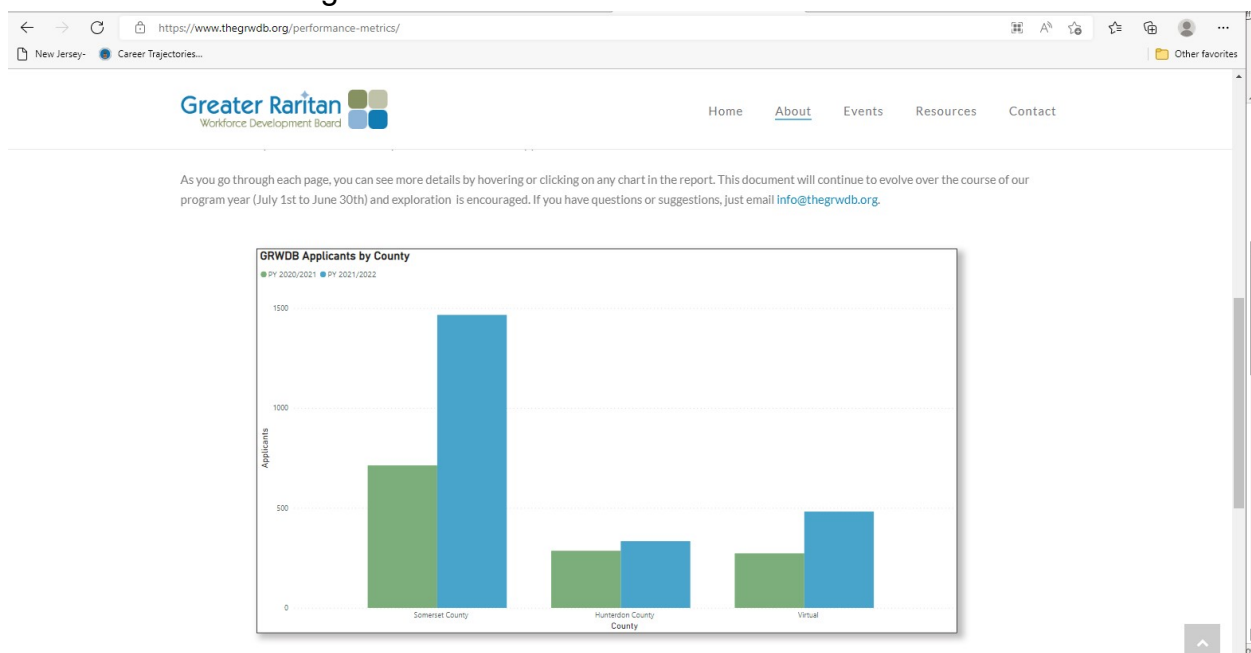 https://www.thegrwdb.org/performance-metrics/
New Jersey-
Career Trajectories...
Other favorites
Greater Raritan
Workforce Development Board
Home About Events Resources Contact
As you go through each page, you can see more details by hovering or clicking on any chart in the report. This document will continue to evolve over the course of our
program year (July 1st to June 30th) and exploration is encouraged. If you have questions or suggestions, just email info@thegrwdb.org.
GRWDB Applicants by County
PY 2020/2021 PY 2021/2022
1500
1000
500
0
Applicants
Somerset County Hunterdon County Virtual
County